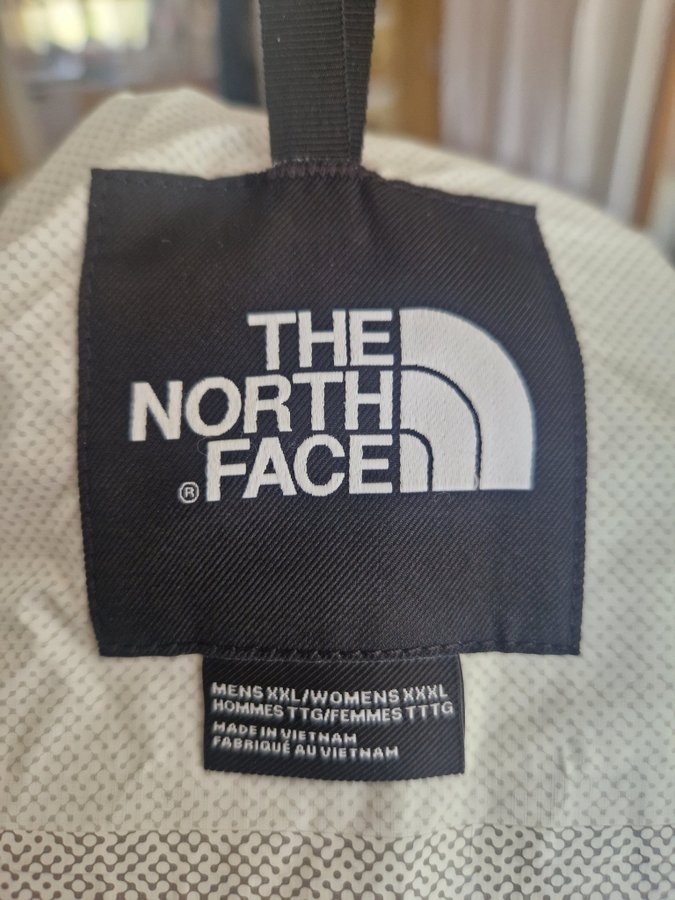 THE
NORTH
FACE
®
MENS XXL/WOMENS XXXL
HOMMES TTG/FEMMES TTTG
MADE IN VIETNAM
FABRIQUÉ AU VIETNAM